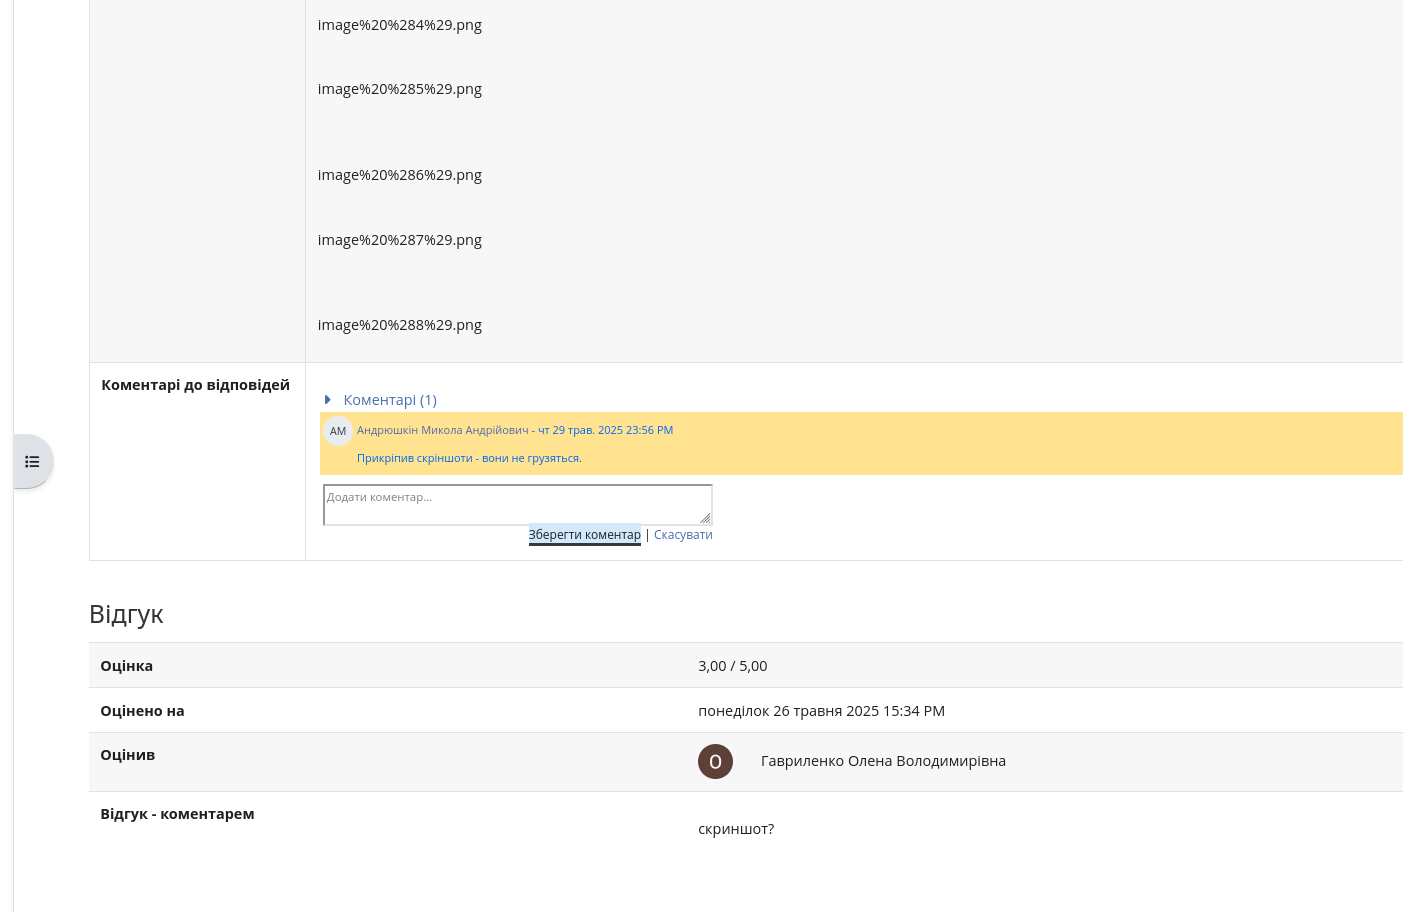 image%20%284%29.png
image%20%285%29.png
image%20%286%29.png
image%20%287%29.png
image%20%288%29.png
Коментарі до відповідей
Коментарі (1)
АМ
Андрюшкін Микола Андрійович - чт 29 трав. 2025 23:56 PM
Прикріпив скріншоти - вони не грузяться.
Додати коментар...
Зберегти коментар | Скасувати
Відгук
Оцінка 3,00 / 5,00
Оцінено на понеділок 26 травня 2025 15:34 PM
Оцінив О Гавриленко Олена Володимирівна
Відгук - коментарем
скриншот?